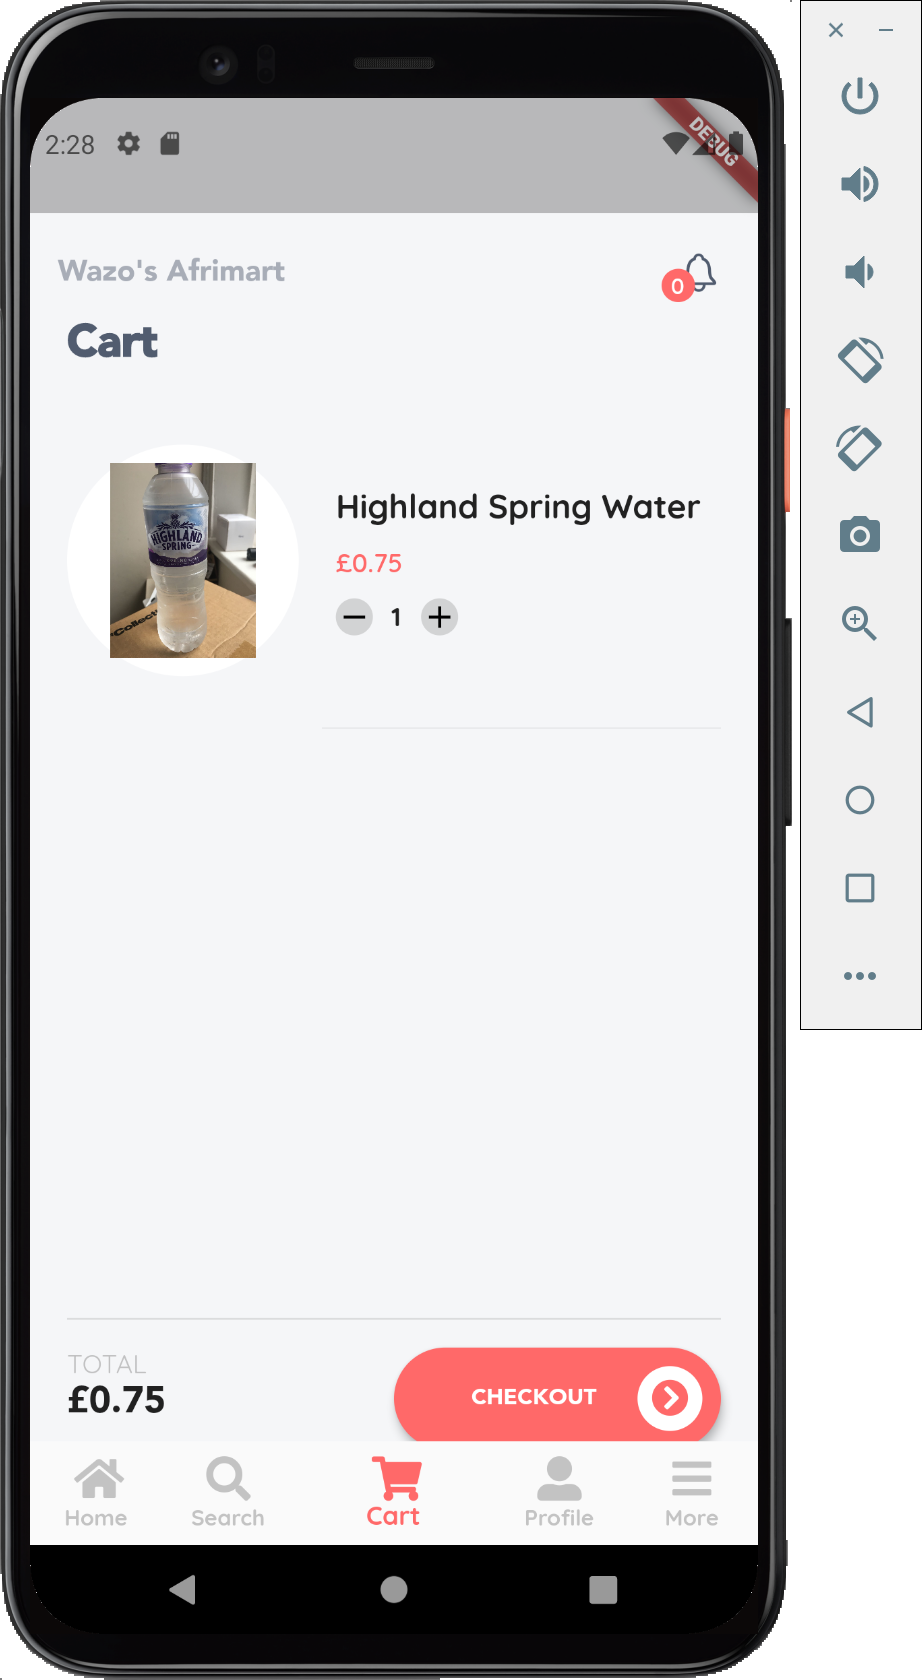 2:28
DEBUG
Wazo's Afrimart
0
Cart
HIGHLAND
SPRING
"Collect
Highland Spring Water
£0.75
1
TOTAL
£0.75
CHECKOUT
Home
Search
Cart
Profile
More